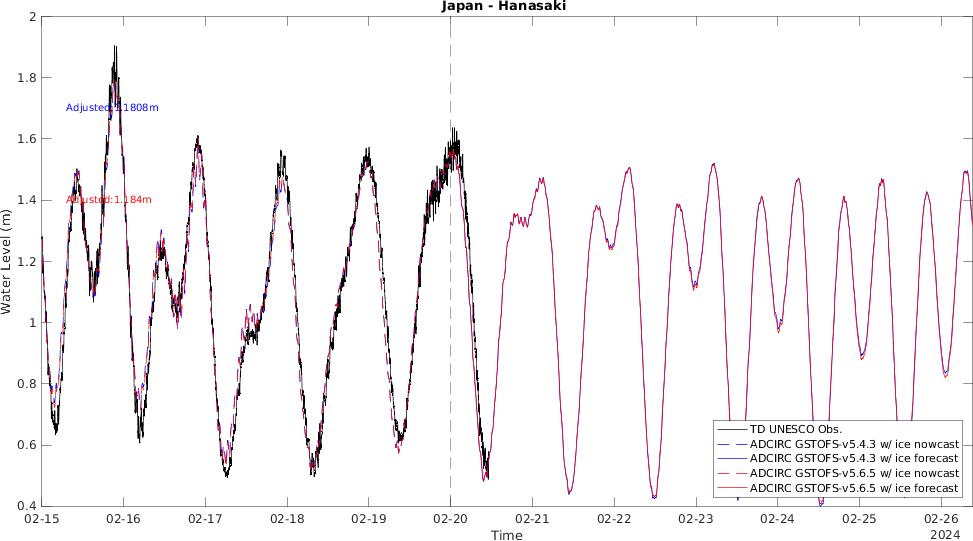 Japan - Hanasaki
2
1.8
1.6
1.4
1.2
1
0.8
0.6
0.4
Water Level (m)
Adjusted:1.1808m
Adjusted:1.184m
TD UNESCO Obs.
ADCIRC GSTOFS-v5.4.3 w/ ice nowcast
ADCIRC GSTOFS-v5.4.3 w/ ice forecast
ADCIRC GSTOFS-v5.6.5 w/ ice nowcast
ADCIRC GSTOFS-v5.6.5 w/ ice forecast
02-15 02-16 02-17 02-18 02-19 02-20 02-21 02-22 02-23 02-24 02-25 02-26
2024
Time